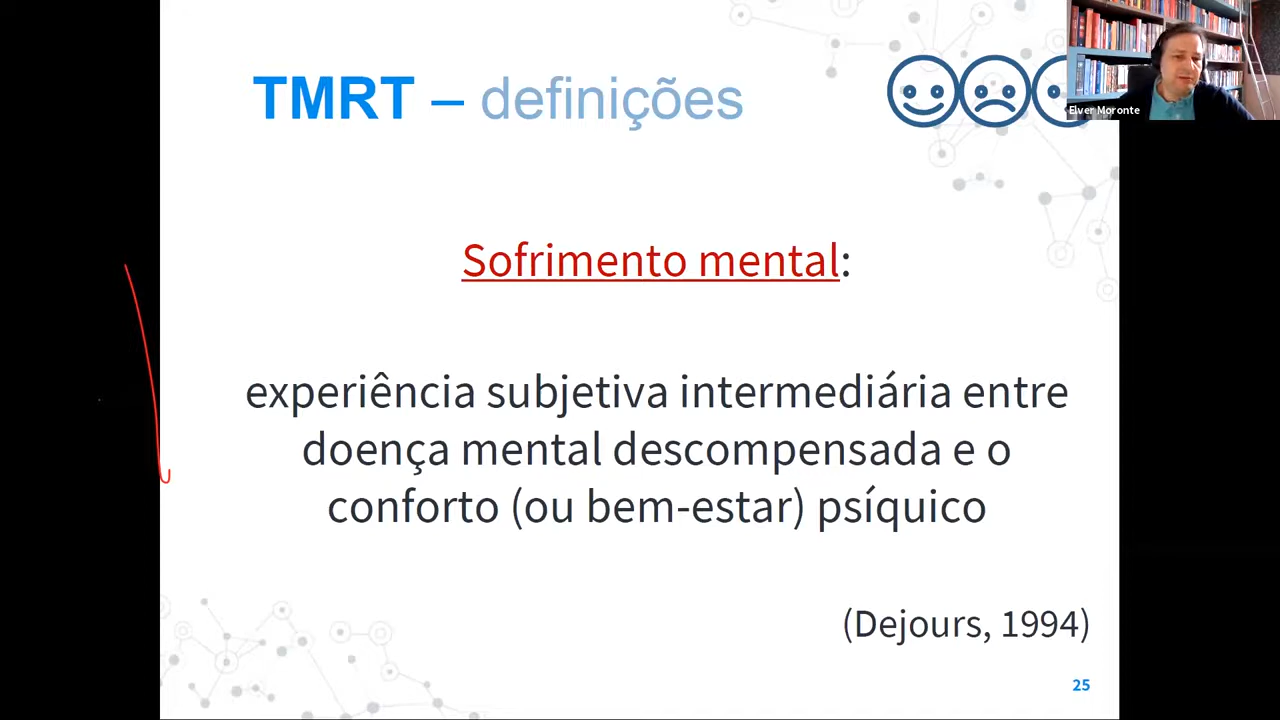 TMRT – definições
Elver Moronte
Sofrimento mental:
experiência subjetiva intermediária entre
doença mental descompensada e o
conforto (ou bem-estar) psíquico
(Dejours, 1994)
25